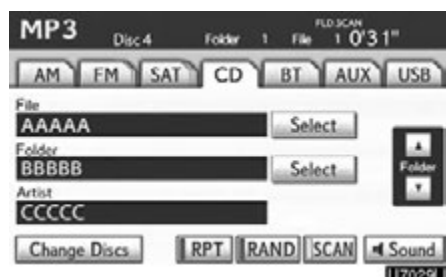 FLD.SCAN
MP3 Disc 4 Folder 1 File 1 0'31"
AM FM SAT CD BT AUX USB
File
AAAAA Select
Folder
BBBBB Select
Folder
Artist
CCCCC
Change Discs RPT RAND SCAN Sound